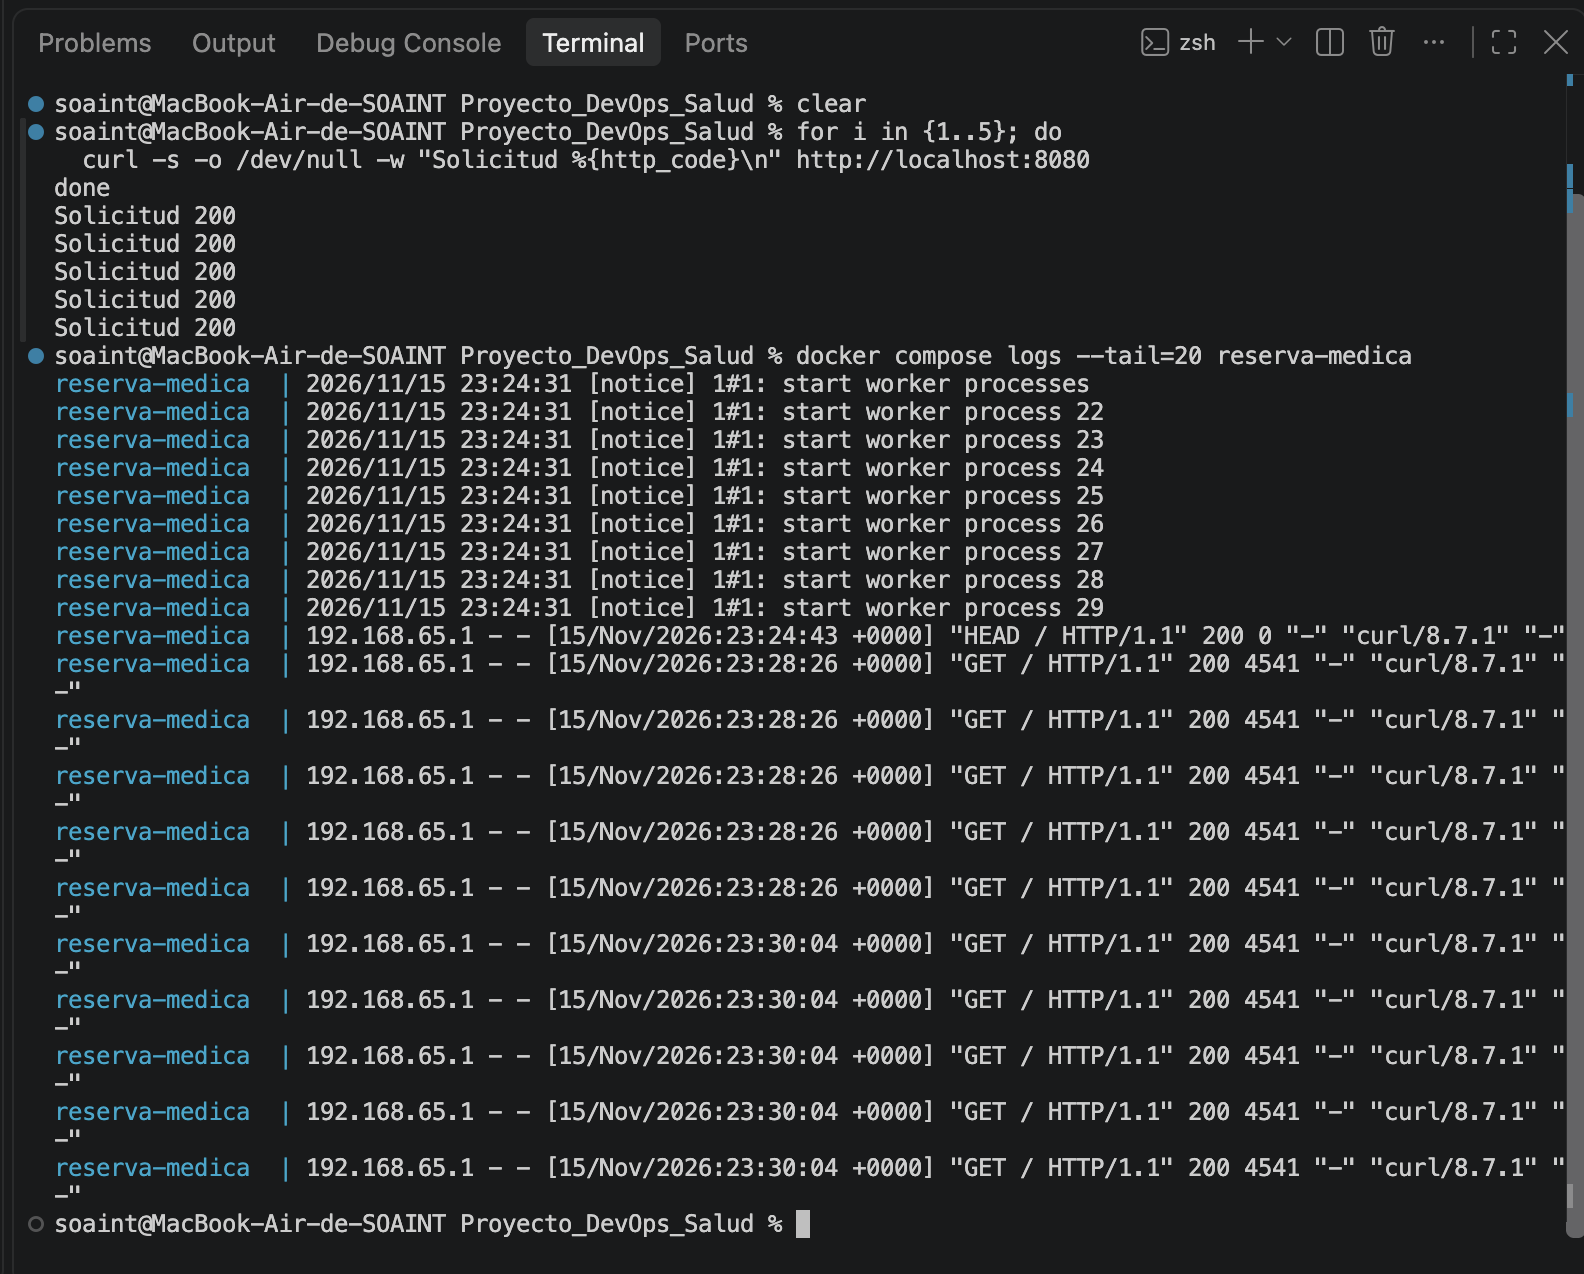 Problems Output Debug Console Terminal Ports zsh
soaint@MacBook-Air-de-SOAINT Proyecto_DevOps_Salud % clear
soaint@MacBook-Air-de-SOAINT Proyecto_DevOps_Salud % for i in {1..5}; do
  curl -s -o /dev/null -w "Solicitud %{http_code}\n" http://localhost:8080
done
Solicitud 200
Solicitud 200
Solicitud 200
Solicitud 200
Solicitud 200
soaint@MacBook-Air-de-SOAINT Proyecto_DevOps_Salud % docker compose logs --tail=20 reserva-medica
reserva-medica  | 2026/11/15 23:24:31 [notice] 1#1: start worker processes
reserva-medica  | 2026/11/15 23:24:31 [notice] 1#1: start worker process 22
reserva-medica  | 2026/11/15 23:24:31 [notice] 1#1: start worker process 23
reserva-medica  | 2026/11/15 23:24:31 [notice] 1#1: start worker process 24
reserva-medica  | 2026/11/15 23:24:31 [notice] 1#1: start worker process 25
reserva-medica  | 2026/11/15 23:24:31 [notice] 1#1: start worker process 26
reserva-medica  | 2026/11/15 23:24:31 [notice] 1#1: start worker process 27
reserva-medica  | 2026/11/15 23:24:31 [notice] 1#1: start worker process 28
reserva-medica  | 2026/11/15 23:24:31 [notice] 1#1: start worker process 29
reserva-medica  | 192.168.65.1 - - [15/Nov/2026:23:24:43 +0000] "HEAD / HTTP/1.1" 200 0 "-" "curl/8.7.1" "-"
reserva-medica  | 192.168.65.1 - - [15/Nov/2026:23:28:26 +0000] "GET / HTTP/1.1" 200 4541 "-" "curl/8.7.1" "
-"
reserva-medica  | 192.168.65.1 - - [15/Nov/2026:23:28:26 +0000] "GET / HTTP/1.1" 200 4541 "-" "curl/8.7.1" "
-"
reserva-medica  | 192.168.65.1 - - [15/Nov/2026:23:28:26 +0000] "GET / HTTP/1.1" 200 4541 "-" "curl/8.7.1" "
-"
reserva-medica  | 192.168.65.1 - - [15/Nov/2026:23:28:26 +0000] "GET / HTTP/1.1" 200 4541 "-" "curl/8.7.1" "
-"
reserva-medica  | 192.168.65.1 - - [15/Nov/2026:23:28:26 +0000] "GET / HTTP/1.1" 200 4541 "-" "curl/8.7.1" "
-"
reserva-medica  | 192.168.65.1 - - [15/Nov/2026:23:30:04 +0000] "GET / HTTP/1.1" 200 4541 "-" "curl/8.7.1" "
-"
reserva-medica  | 192.168.65.1 - - [15/Nov/2026:23:30:04 +0000] "GET / HTTP/1.1" 200 4541 "-" "curl/8.7.1" "
-"
reserva-medica  | 192.168.65.1 - - [15/Nov/2026:23:30:04 +0000] "GET / HTTP/1.1" 200 4541 "-" "curl/8.7.1" "
-"
reserva-medica  | 192.168.65.1 - - [15/Nov/2026:23:30:04 +0000] "GET / HTTP/1.1" 200 4541 "-" "curl/8.7.1" "
-"
reserva-medica  | 192.168.65.1 - - [15/Nov/2026:23:30:04 +0000] "GET / HTTP/1.1" 200 4541 "-" "curl/8.7.1" "
-"
soaint@MacBook-Air-de-SOAINT Proyecto_DevOps_Salud %